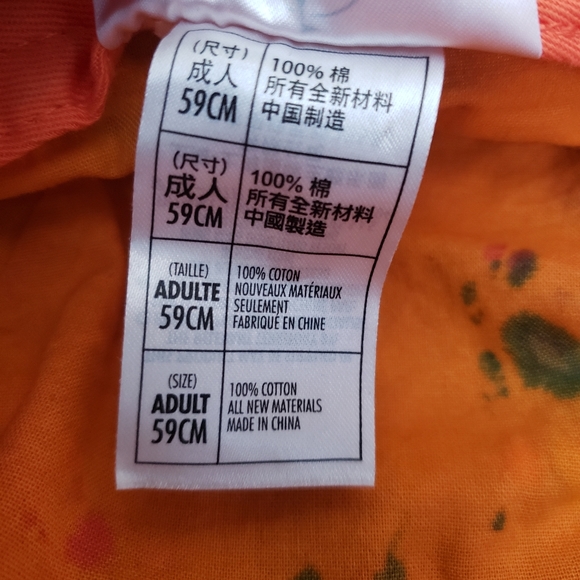 (尺寸)
成人
59CM
100% 棉
所有全新材料
中国制造
(尺寸)
成人
59CM
100% 棉
所有全新材料
中國製造
(TAILLE)
ADULTE
59CM
100% COTON
NOUVEAUX MATÉRIAUX
SEULEMENT
FABRIQUÉ EN CHINE
(SIZE)
ADULT
59CM
100% COTTON
ALL NEW MATERIALS
MADE IN CHINA